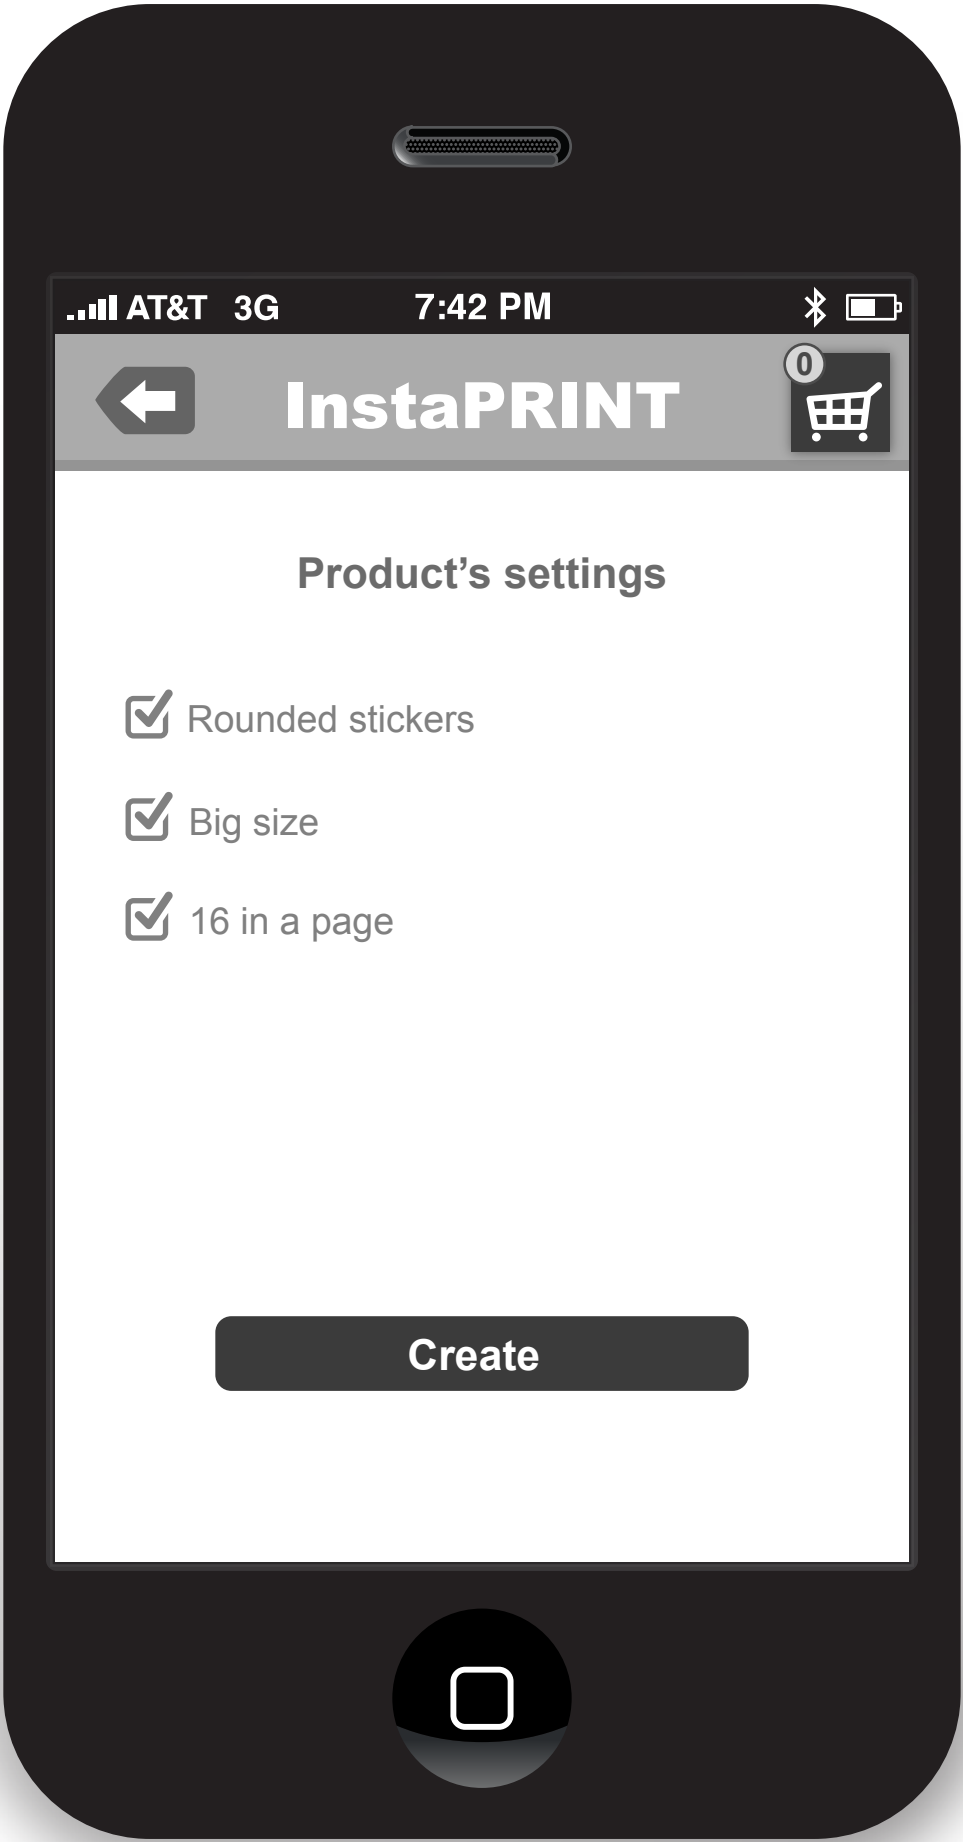 AT&T 3G 7:42 PM
InstaPRINT
0
Product’s settings
Rounded stickers
Big size
16 in a page
Create